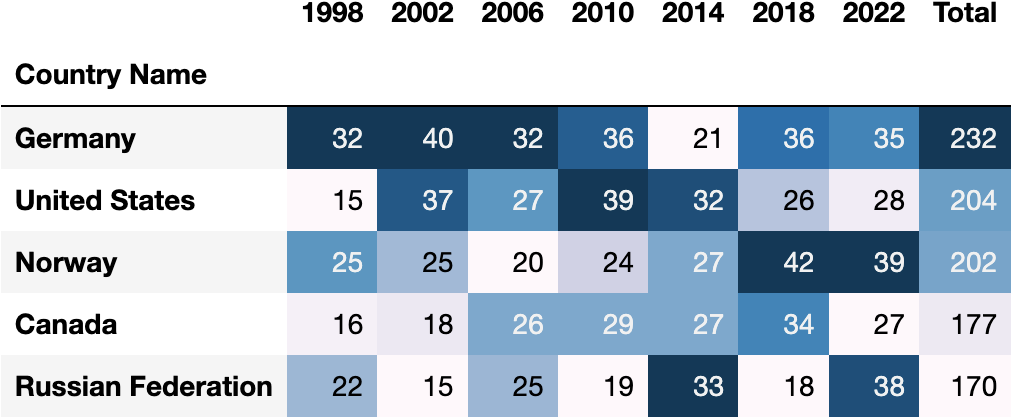 1998 2002 2006 2010 2014 2018 2022 Total
Country Name
Germany 32 40 32 36 21 36 35 232
United States 15 37 27 39 32 26 28 204
Norway 25 25 20 24 27 42 39 202
Canada 16 18 26 29 27 34 27 177
Russian Federation 22 15 25 19 33 18 38 170